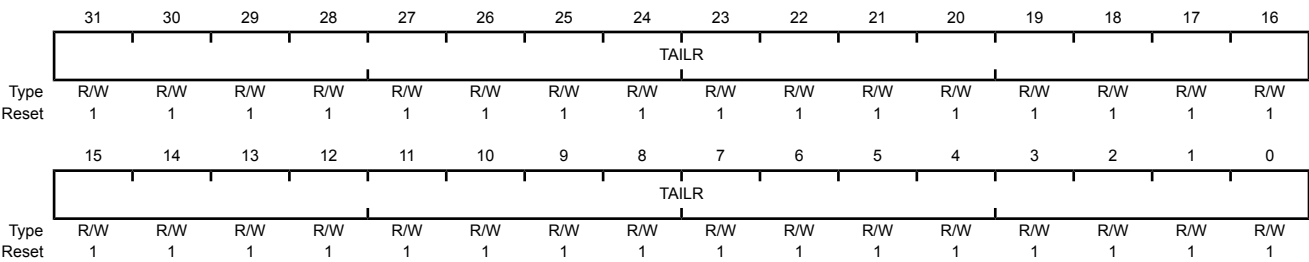 31 30 29 28 27 26 25 24 23 22 21 20 19 18 17 16
TAILR
Type R/W R/W R/W R/W R/W R/W R/W R/W R/W R/W R/W R/W R/W R/W R/W R/W
Reset 1 1 1 1 1 1 1 1 1 1 1 1 1 1 1 1
15 14 13 12 11 10 9 8 7 6 5 4 3 2 1 0
TAILR
Type R/W R/W R/W R/W R/W R/W R/W R/W R/W R/W R/W R/W R/W R/W R/W R/W
Reset 1 1 1 1 1 1 1 1 1 1 1 1 1 1 1 1